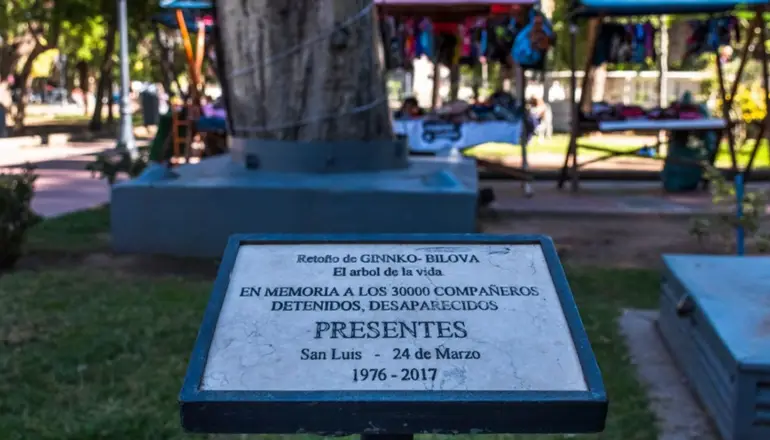 Retoño de GINNKO- BILOVA
El arbol de la vida
EN MEMORIA A LOS 30000 COMPAÑEROS
DETENIDOS, DESAPARECIDOS
PRESENTES
San Luis - 24 de Marzo
1976 - 2017